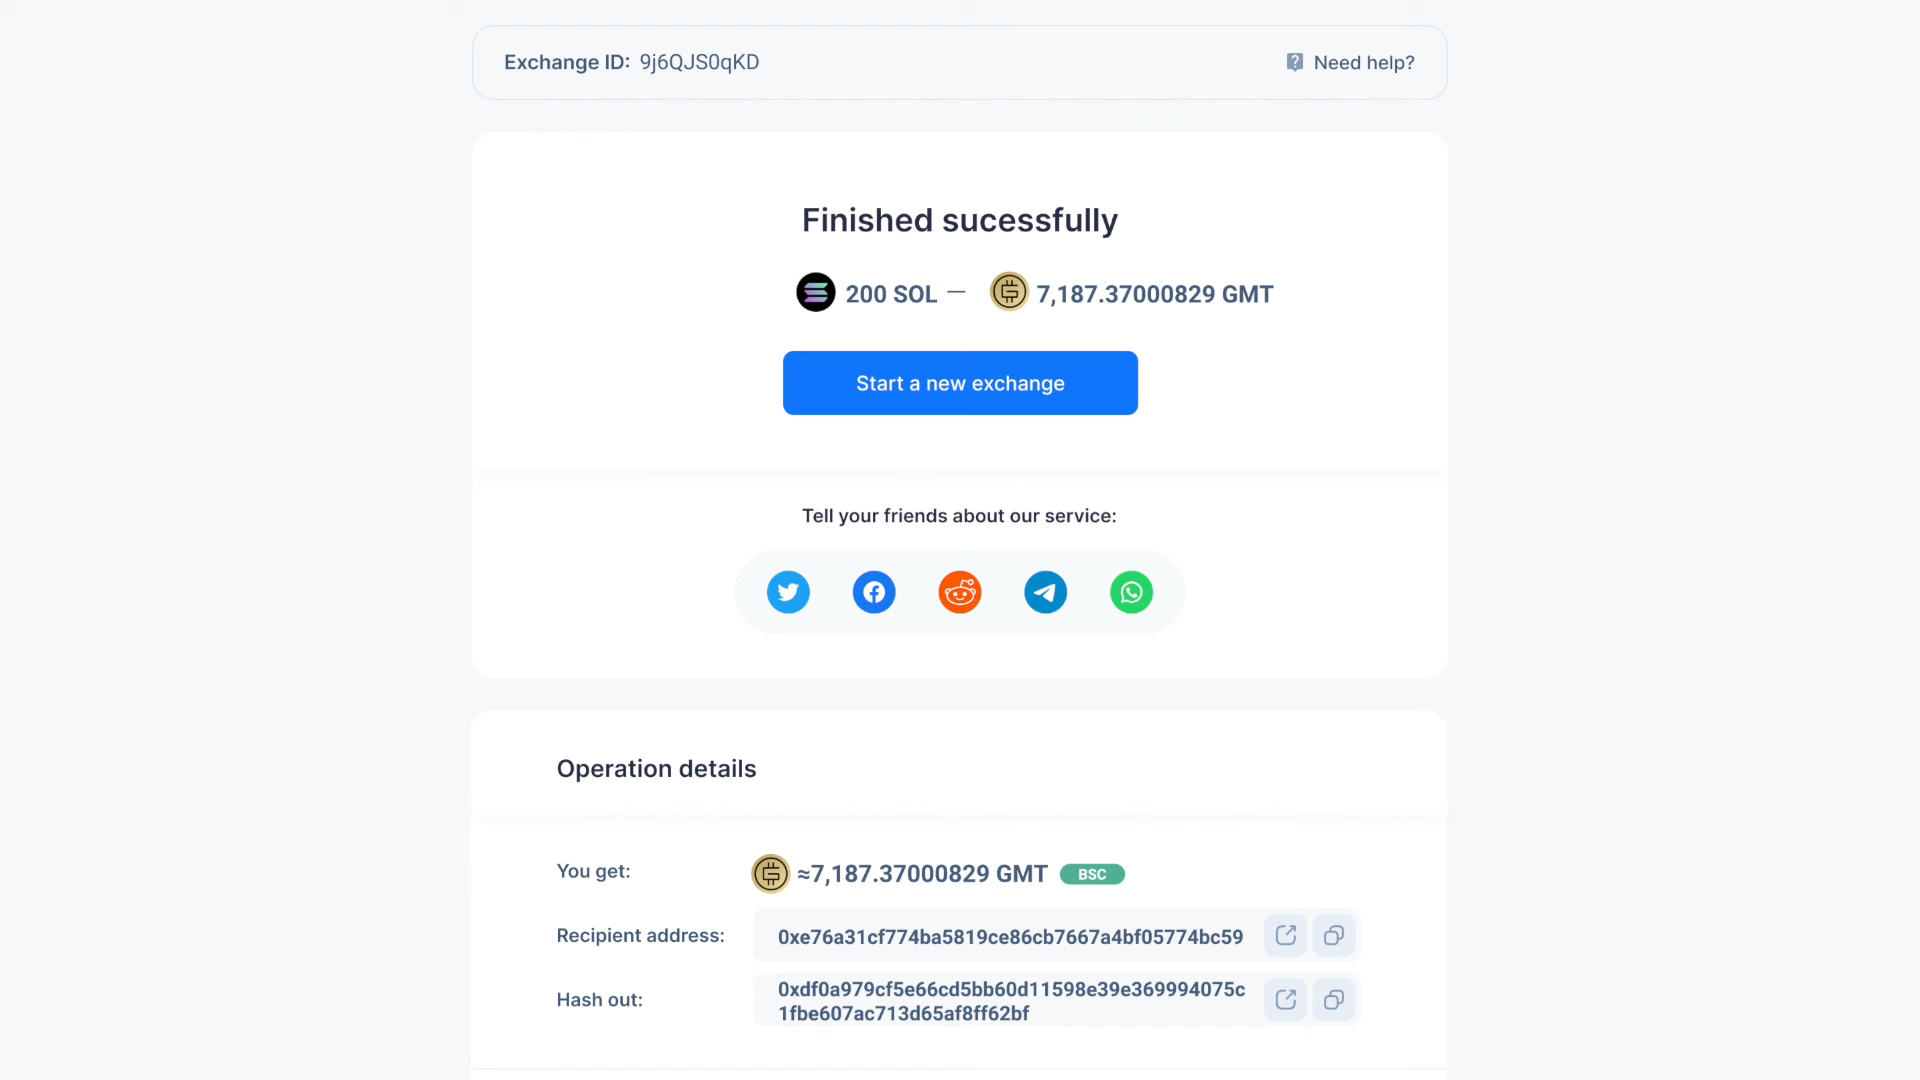 Exchange ID: 9j6QJS0qKD
Need help?
Finished sucessfully
200 SOL — 7,187.37000829 GMT
Start a new exchange
Tell your friends about our service:
Operation details
You get: ≈7,187.37000829 GMT BSC
Recipient address: 0xe76a31cf774ba5819ce86cb7667a4bf05774bc59
Hash out: 0xdf0a979cf5e66cd5bb60d11598e39e369994075c
1fbe607ac713d65af8ff62bf